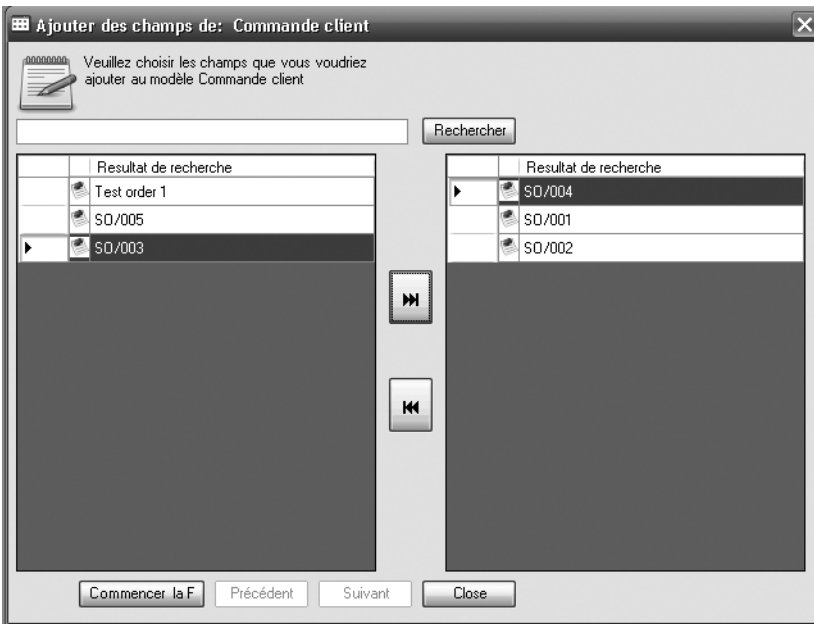 Ajouter des champs de: Commande client
Veuillez choisir les champs que vous voudriez
ajouter au modèle Commande client
Rechercher
Resultat de recherche
Test order 1
SO/005
SO/003
Resultat de recherche
SO/004
SO/001
SO/002
Commencer la F
Précédent
Suivant
Close